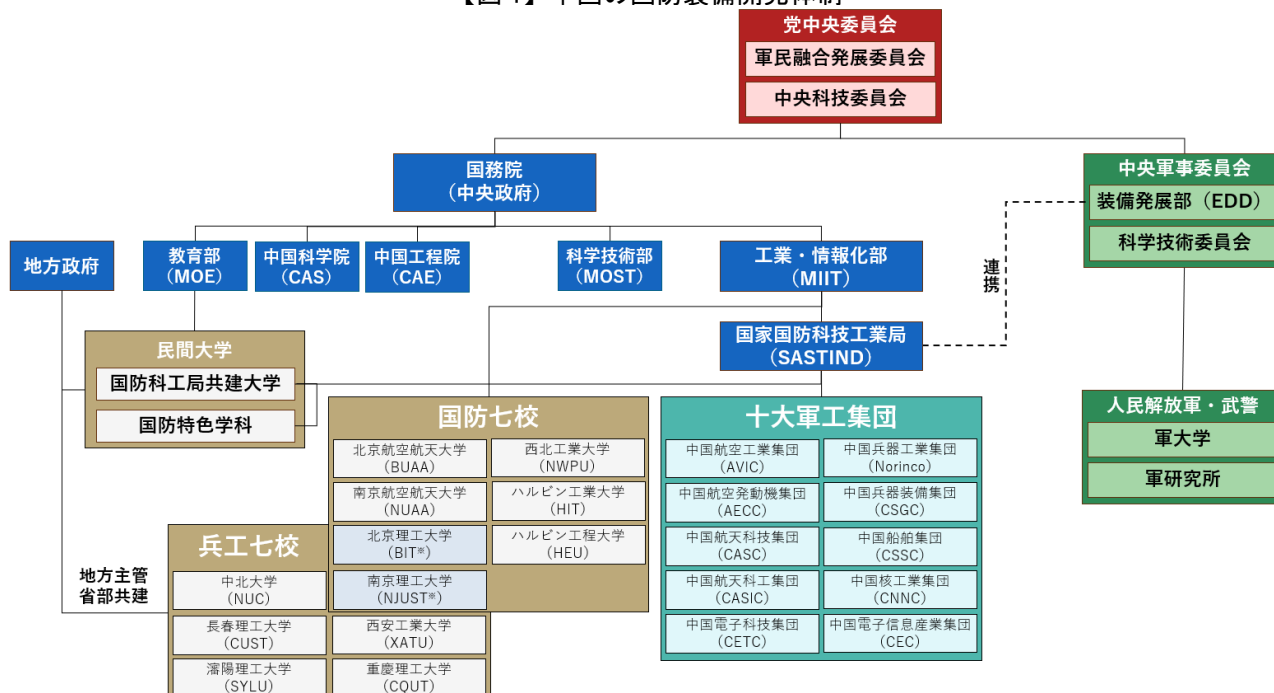 党中央委員会
軍民融合発展委員会
中央科技委員会
国務院
（中央政府）
中央軍事委員会
装備発展部（EDD）
科学技術委員会
地方政府
教育部
（MOE）
中国科学院
（CAS）
中国工程院
（CAE）
科学技術部
（MOST）
工業・情報化部
（MIIT）
連携
国家国防科技工業局
（SASTIND）
民間大学
国防科工局共建大学
国防特色学科
国防七校
北京航空航天大学
（BUAA）
西北工業大学
（NWPU）
南京航空航天大学
（NUAA）
ハルビン工業大学
（HIT）
北京理工大学
（BIT※）
ハルビン工程大学
（HEU）
南京理工大学
（NJUST※）
兵工七校
中北大学
（NUC）
長春理工大学
（CUST）
西安工業大学
（XATU）
瀋陽理工大学
（SYLU）
重慶理工大学
（CQUT）
地方主管
省部共建
十大軍工集団
中国航空工業集団
（AVIC）
中国兵器工業集団
（Norinco）
中国航空発動機集団
（AECC）
中国兵器装備集団
（CSGC）
中国航天科技集団
（CASC）
中国船舶集団
（CSSC）
中国航天科工集団
（CASIC）
中国核工業集団
（CNNC）
中国電子科技集団
（CETC）
中国電子信息産業集団
（CEC）
人民解放軍・武警
軍大学
軍研究所